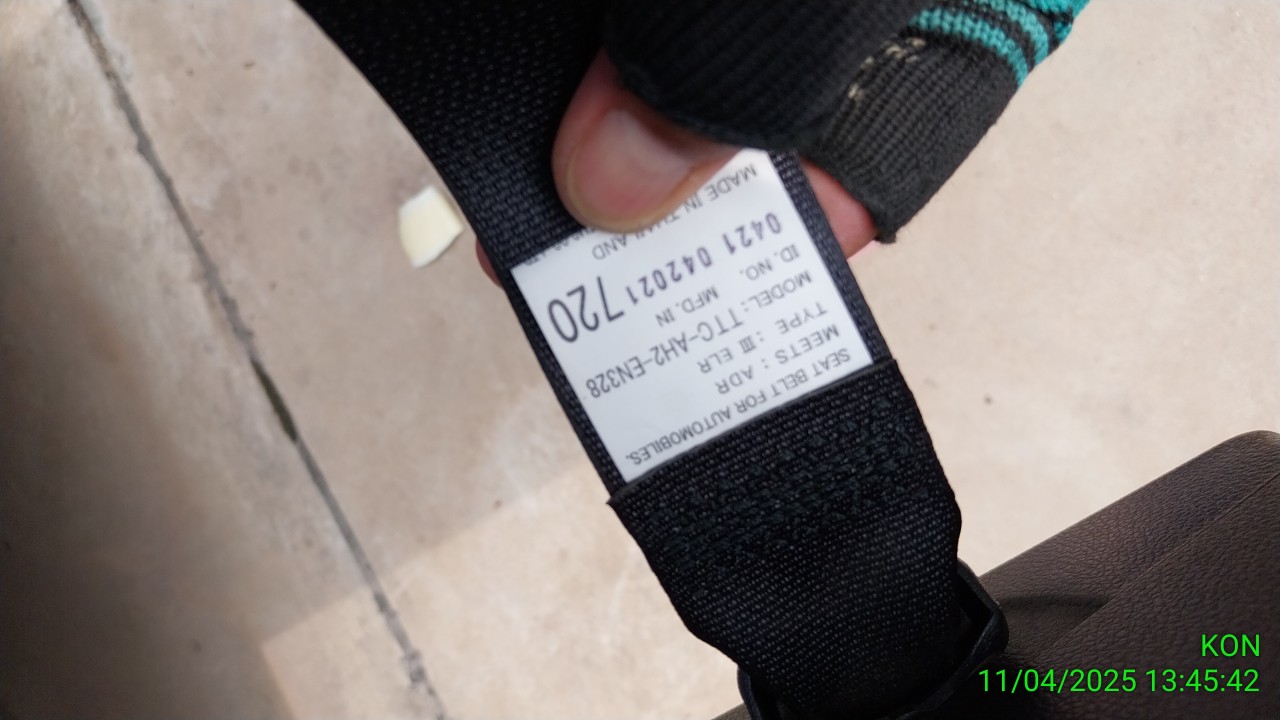 SEAT BELT FOR AUTOMOBILES.
MEETS : ADR
TYPE : III ELR
MODEL : TTC-AH2-EN328
ID. NO. MFD. IN
0421 042021 720
MADE IN THAILAND
KON
11/04/2025 13:45:42